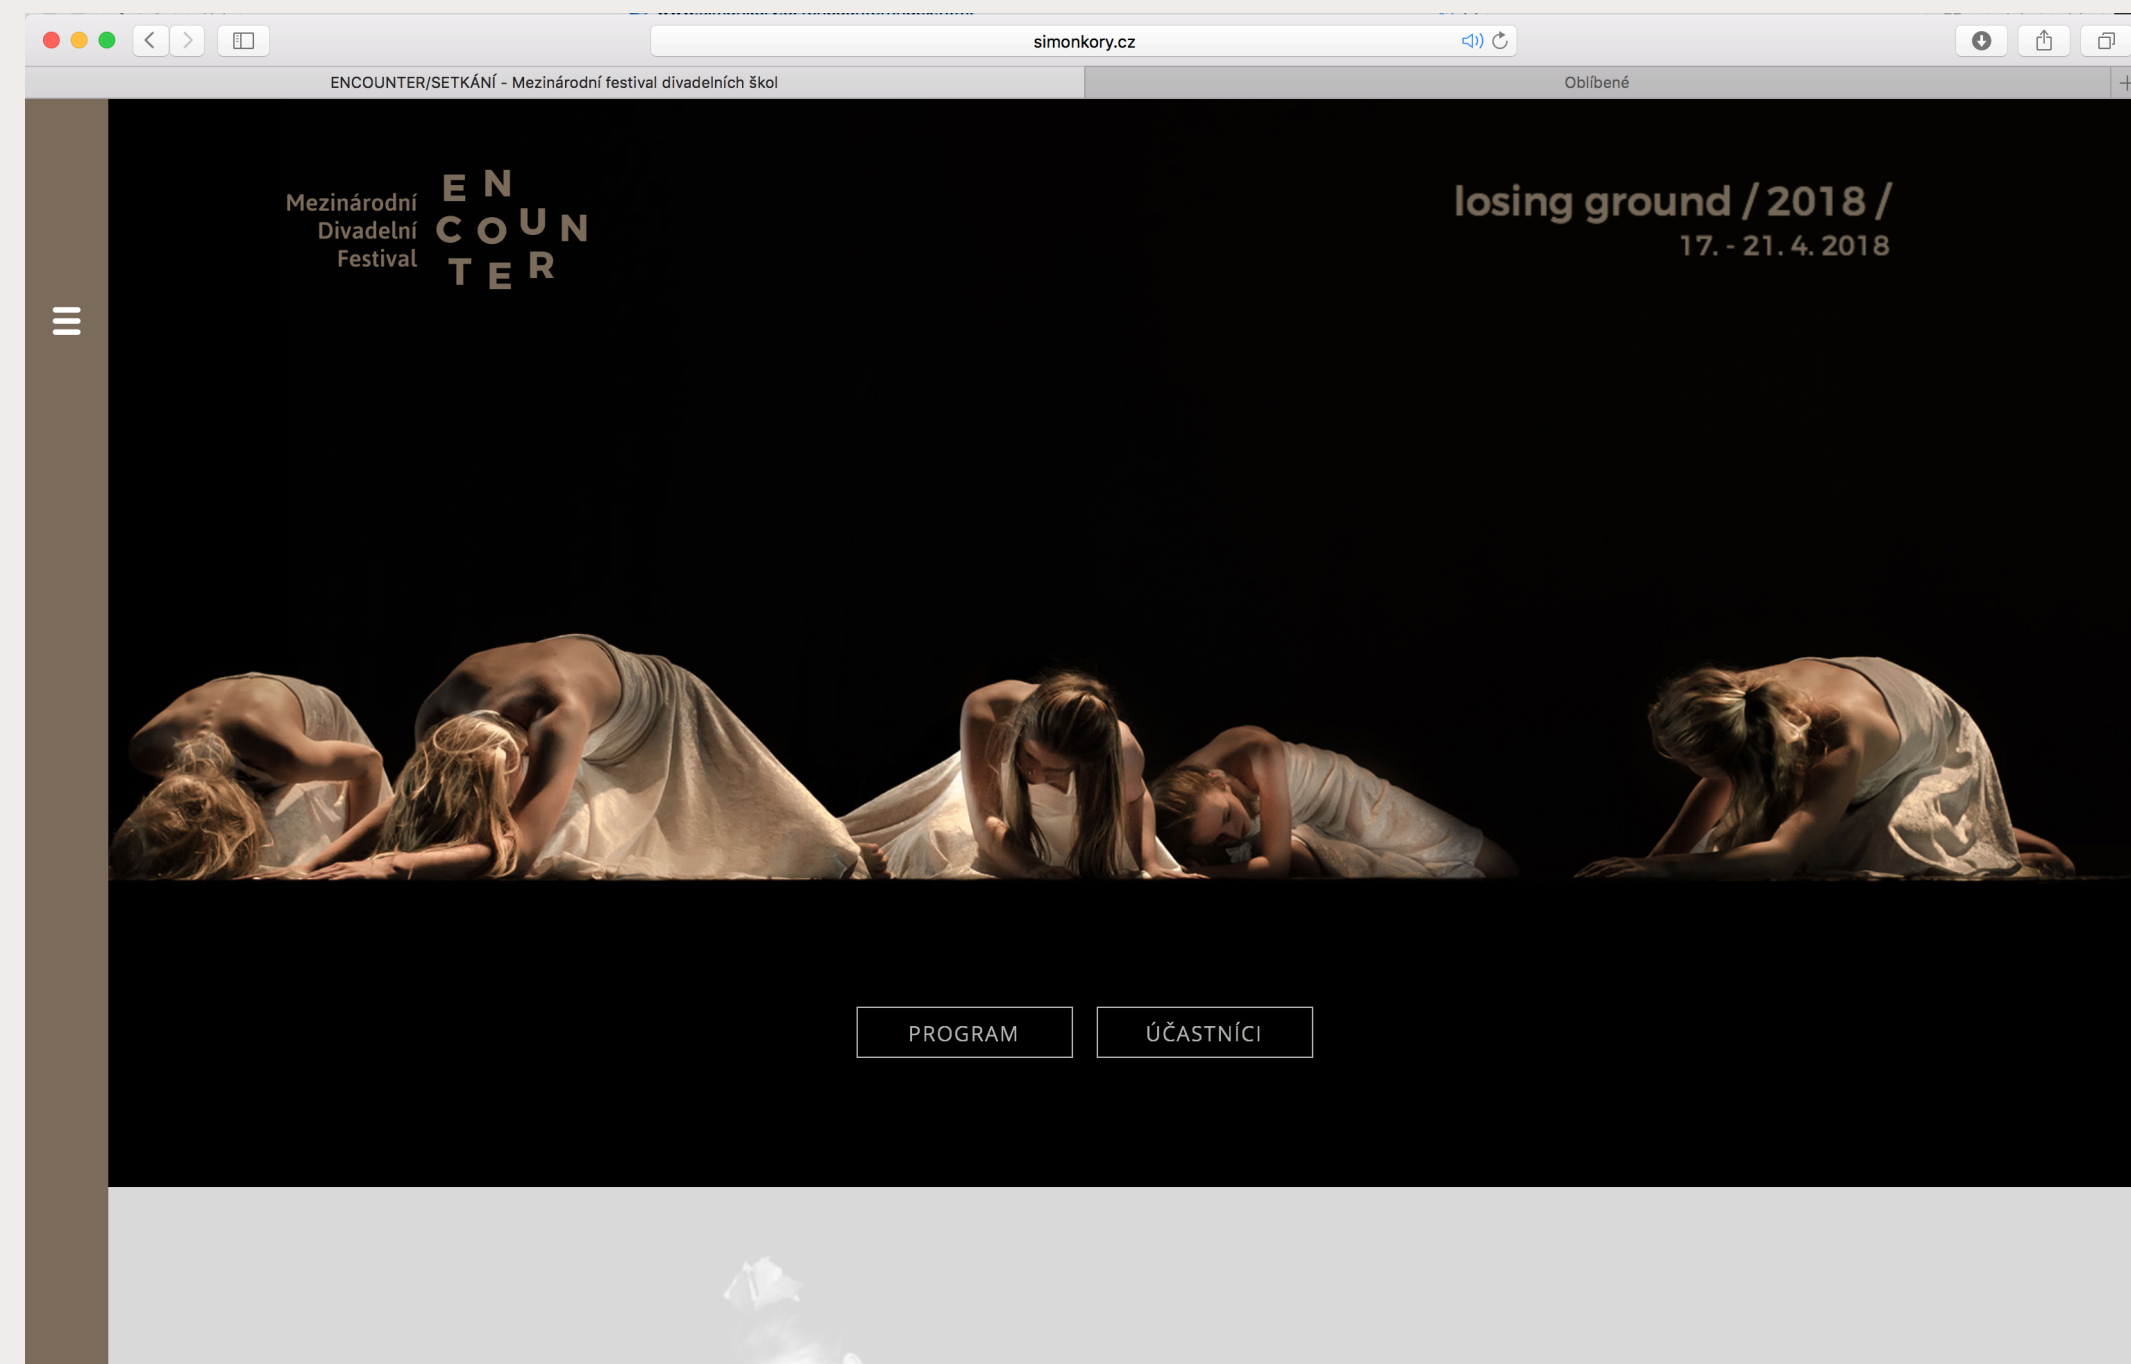 simonkory.cz
ENCOUNTER/SETKÁNÍ - Mezinárodní festival divadelních škol
Oblíbené
Mezinárodní
Divadelní
Festival
EN
COUN
TER
losing ground / 2018 /
17. - 21. 4. 2018
PROGRAM
ÚČASTNÍCI